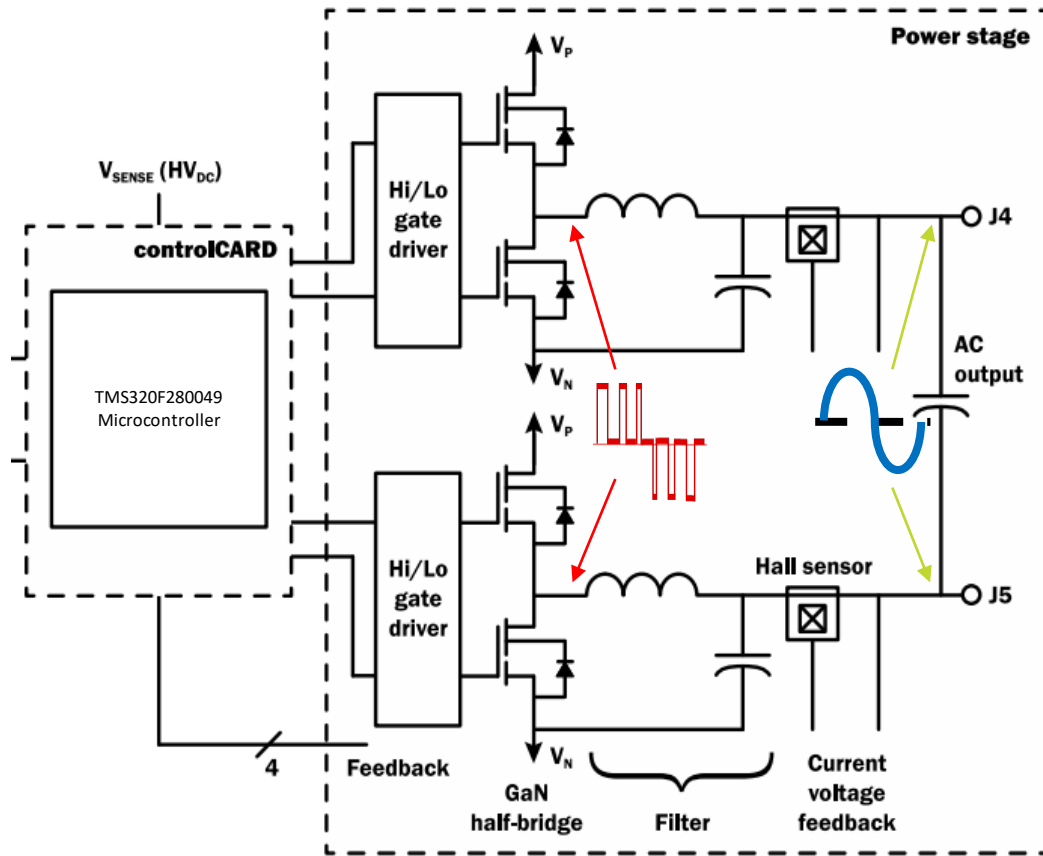 Power stage
V_P
V_SENSE (HV_DC)
Hi/Lo
gate
driver
controlCARD
J4
TMS320F280049
Microcontroller
V_N
AC
output
V_P
Hi/Lo
gate
driver
Hall sensor
J5
V_N
4
Feedback
GaN
half-bridge
Filter
Current
voltage
feedback